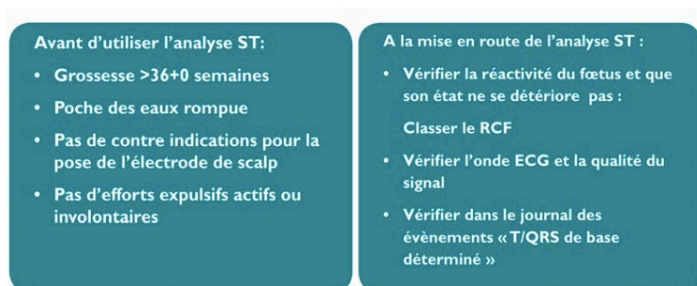 Avant d'utiliser l'analyse ST:
• Grossesse >36+0 semaines
• Poche des eaux rompue
• Pas de contre indications pour la
pose de l'électrode de scalp
• Pas d'efforts expulsifs actifs ou
involontaires
A la mise en route de l'analyse ST :
• Vérifier la réactivité du fœtus et que
son état ne se détériore pas :
Classer le RCF
• Vérifier l'onde ECG et la qualité du
signal
• Vérifier dans le journal des
évènements « T/QRS de base
déterminé »